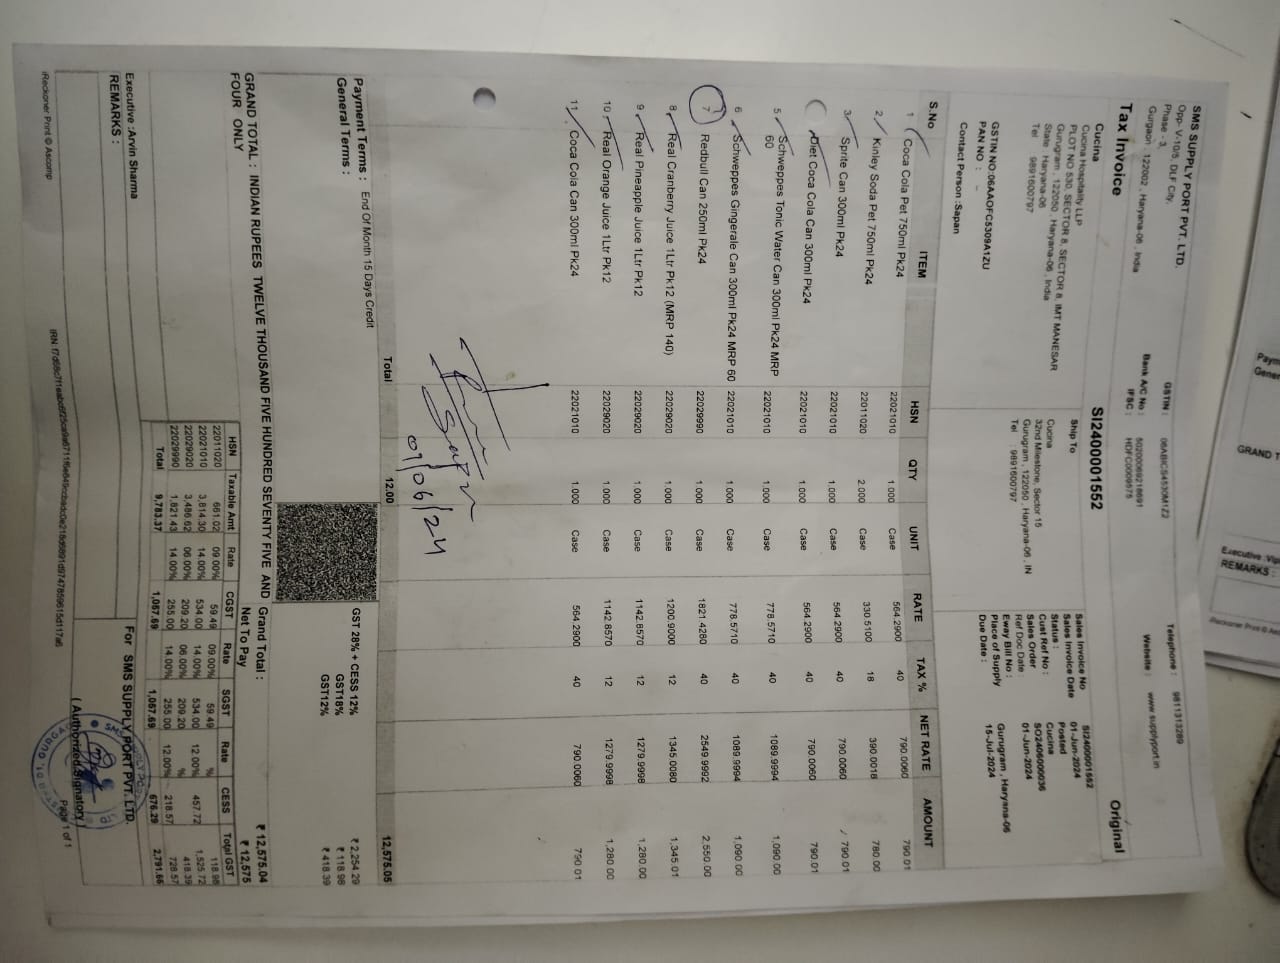 SMS SUPPLY PORT PVT. LTD.
Opp- V-10/5, DLF City,
Phase - 3,
Gurgaon : 122002 , Haryana-06 , India
GSTIN : 06ABICS4530M1Z2
Bank A/C No : 50200069218691
IFSC : HDFC0009575
Telephone : 9811313289
Website : www.supplyport.in
Tax Invoice SI2400001552 Original
Cucina
Cucina Hospitality LLP
PLOT NO 530, SECTOR 8, SECTOR 8, IMT MANESAR
Gurugram , 122050 , Haryana-06 , India
State : Haryana-06
Tel : 9891600797
GSTIN NO:06AAOFC5309A1ZU
PAN NO : -
Contact Person :Sapan
Ship To
Cucina
32nd Milestone, Sector 15
Gurugram , 122050 , Haryana-06 , IN
Tel : 9891600797
Sales Invoice No SI2400001552
Sales Invoice Date 01-Jun-2024
Status : Posted
Cust Ref No : Cucina
Sales Order SO2406000036
Ref Doc Date : 01-Jun-2024
Eway Bill No :
Place of Supply Gurugram , Haryana-06
Due Date : 15-Jul-2024
S.No ITEM HSN QTY UNIT RATE TAX % NET RATE AMOUNT
1 Coca Cola Pet 750ml Pk24 22021010 1.000 Case 564.2900 40 790.0060 790.01
2 Kinley Soda Pet 750ml Pk24 22011020 2.000 Case 330.5100 18 390.0018 780.00
3 Sprite Can 300ml Pk24 22021010 1.000 Case 564.2900 40 790.0060 790.01
Diet Coca Cola Can 300ml Pk24 22021010 1.000 Case 564.2900 40 790.0060 790.01
5 Schweppes Tonic Water Can 300ml Pk24 MRP 60 22021010 1.000 Case 778.5710 40 1089.9994 1,090.00
6 Schweppes Gingerale Can 300ml Pk24 MRP 60 22021010 1.000 Case 778.5710 40 1089.9994 1,090.00
7 Redbull Can 250ml Pk24 22029990 1.000 Case 1821.4280 40 2549.9992 2,550.00
8 Real Cranberry Juice 1Ltr Pk12 (MRP 140) 22029020 1.000 Case 1200.9000 12 1345.0080 1,345.01
9 Real Pineapple Juice 1Ltr Pk12 22029020 1.000 Case 1142.8570 12 1279.9998 1,280.00
10 Real Orange Juice 1Ltr Pk12 22029020 1.000 Case 1142.8570 12 1279.9998 1,280.00
11 Coca Cola Can 300ml Pk24 22021010 1.000 Case 564.2900 40 790.0060 790.01
01/06/24
Total 12.00 12,575.05
Payment Terms : End Of Month 15 Days Credit
General Terms :
GST 28% + CESS 12% ₹ 2,254.29
GST18% ₹ 118.98
GST12% ₹ 418.39
GRAND TOTAL : INDIAN RUPEES TWELVE THOUSAND FIVE HUNDRED SEVENTY FIVE AND
FOUR ONLY
Grand Total : ₹ 12,575.04
Net To Pay ₹ 12,575
HSN Taxable Amt Rate CGST Rate SGST Rate CESS Total GST
22011020 661.02 09.00% 59.49 09.00% 59.49 % 118.98
22021010 3,814.30 14.00% 534.00 14.00% 534.00 12.00% 457.72 1,525.72
22029020 3,486.62 06.00% 209.20 06.00% 209.20 % 418.39
22029990 1,821.43 14.00% 255.00 14.00% 255.00 12.00% 218.57 728.57
Total 9,783.37 1,057.69 1,057.69 676.29 2,791.66
Executive :Arvin Sharma
REMARKS :
For SMS SUPPLY PORT PVT. LTD.
( Authorized Signatory )
Page 1 of 1
iReckoner Print @ Ascomp
GRAND T
REMARKS :